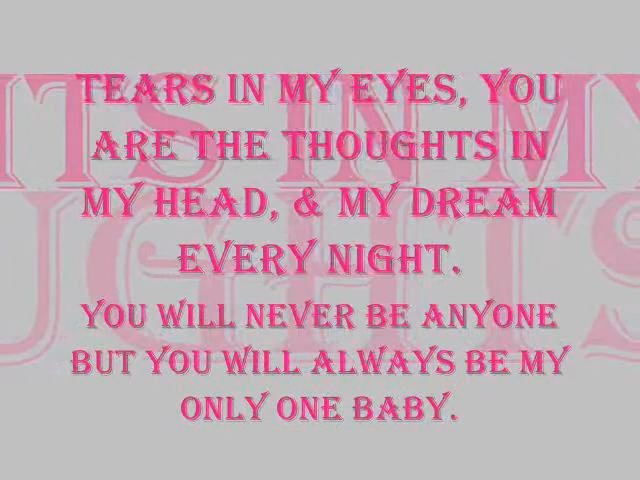 TEARS IN MY EYES, YOU
ARE THE THOUGHTS IN
MY HEAD, & MY DREAM
EVERY NIGHT.
YOU WILL NEVER BE ANYONE
BUT YOU WILL ALWAYS BE MY
ONLY ONE BABY.